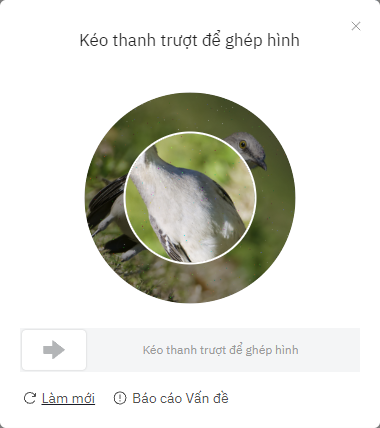 Kéo thanh trượt để ghép hình
Kéo thanh trượt để ghép hình
Làm mới
Báo cáo Vấn đề